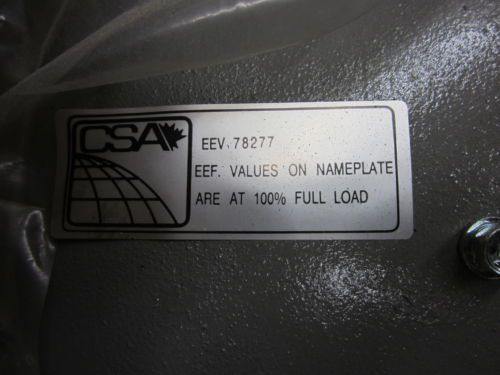 CSA
EEV 78277
EEF. VALUES ON NAMEPLATE
ARE AT 100% FULL LOAD